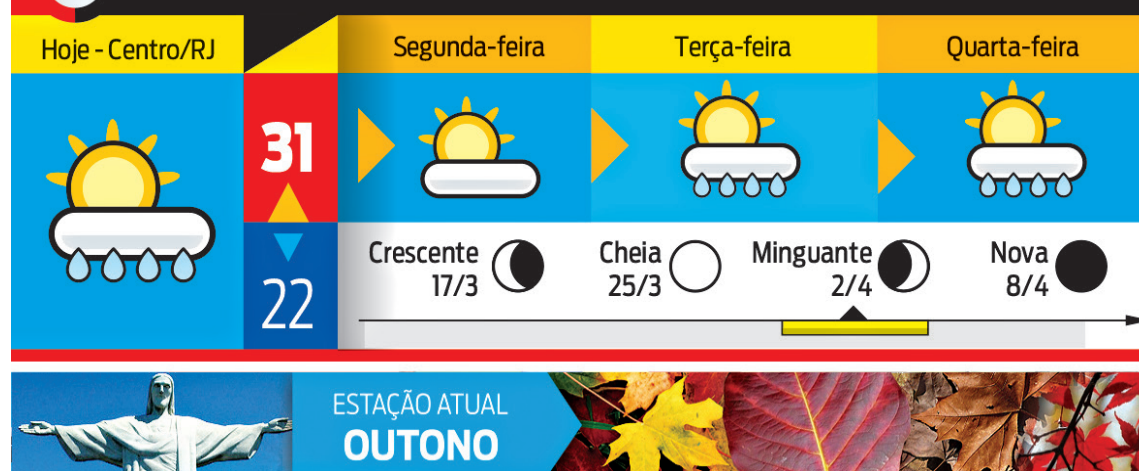 Hoje - Centro/RJ
Segunda-feira
Terça-feira
Quarta-feira
31
22
Crescente
17/3
Cheia
25/3
Minguante
2/4
Nova
8/4
ESTAÇÃO ATUAL
OUTONO